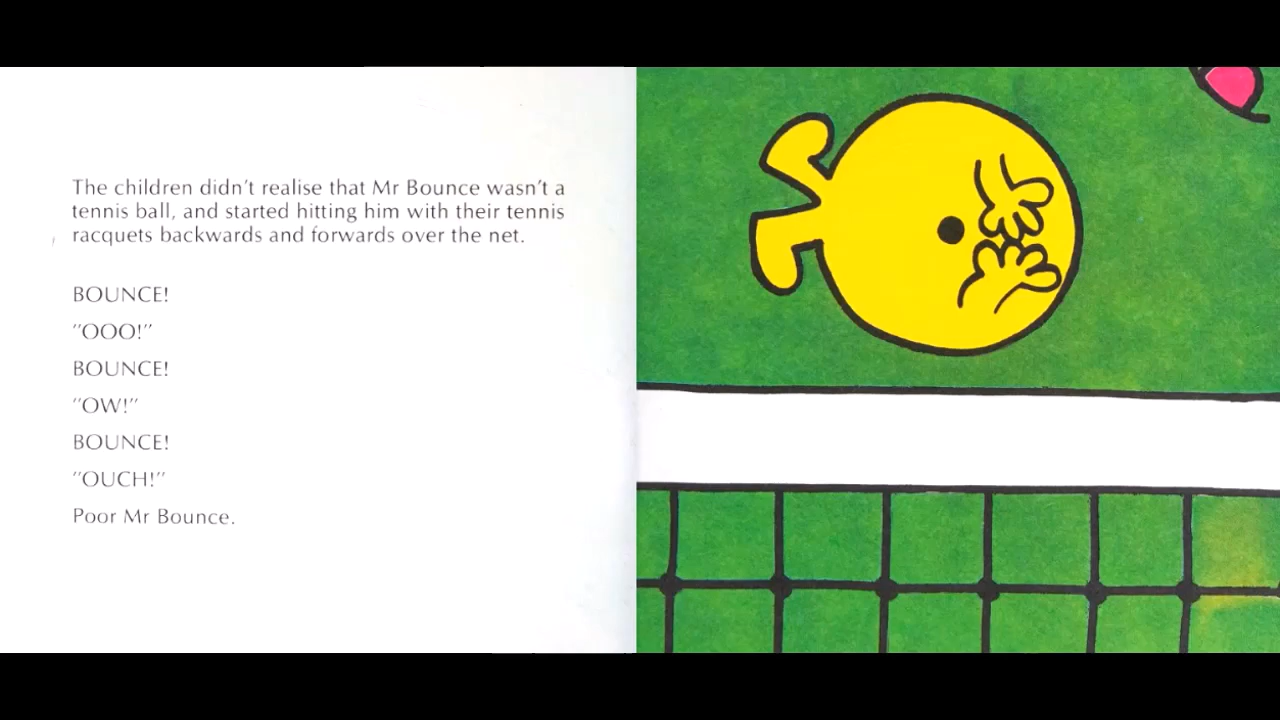 The children didn't realise that Mr Bounce wasn't a
tennis ball, and started hitting him with their tennis
racquets backwards and forwards over the net.
BOUNCE!
"OOO!"
BOUNCE!
"OW!"
BOUNCE!
"OUCH!"
Poor Mr Bounce.